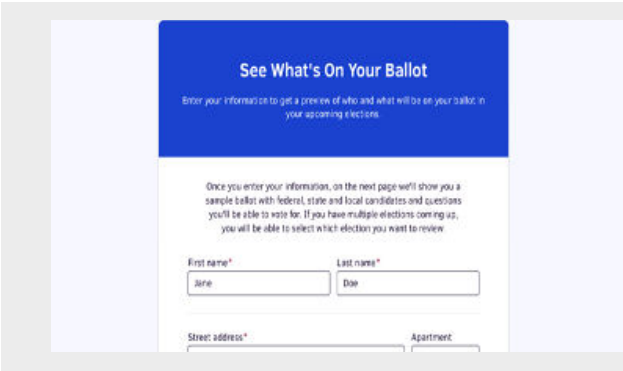 See What's On Your Ballot
Enter your information to get a preview of who and what will be on your ballot in
your upcoming elections.
Once you enter your information, on the next page we'll show you a
sample ballot with federal, state and local candidates and questions
you'll be able to vote for. If you have multiple elections coming up,
you will be able to select which election you want to review.
First name* Last name*
Jane Doe
Street address* Apartment